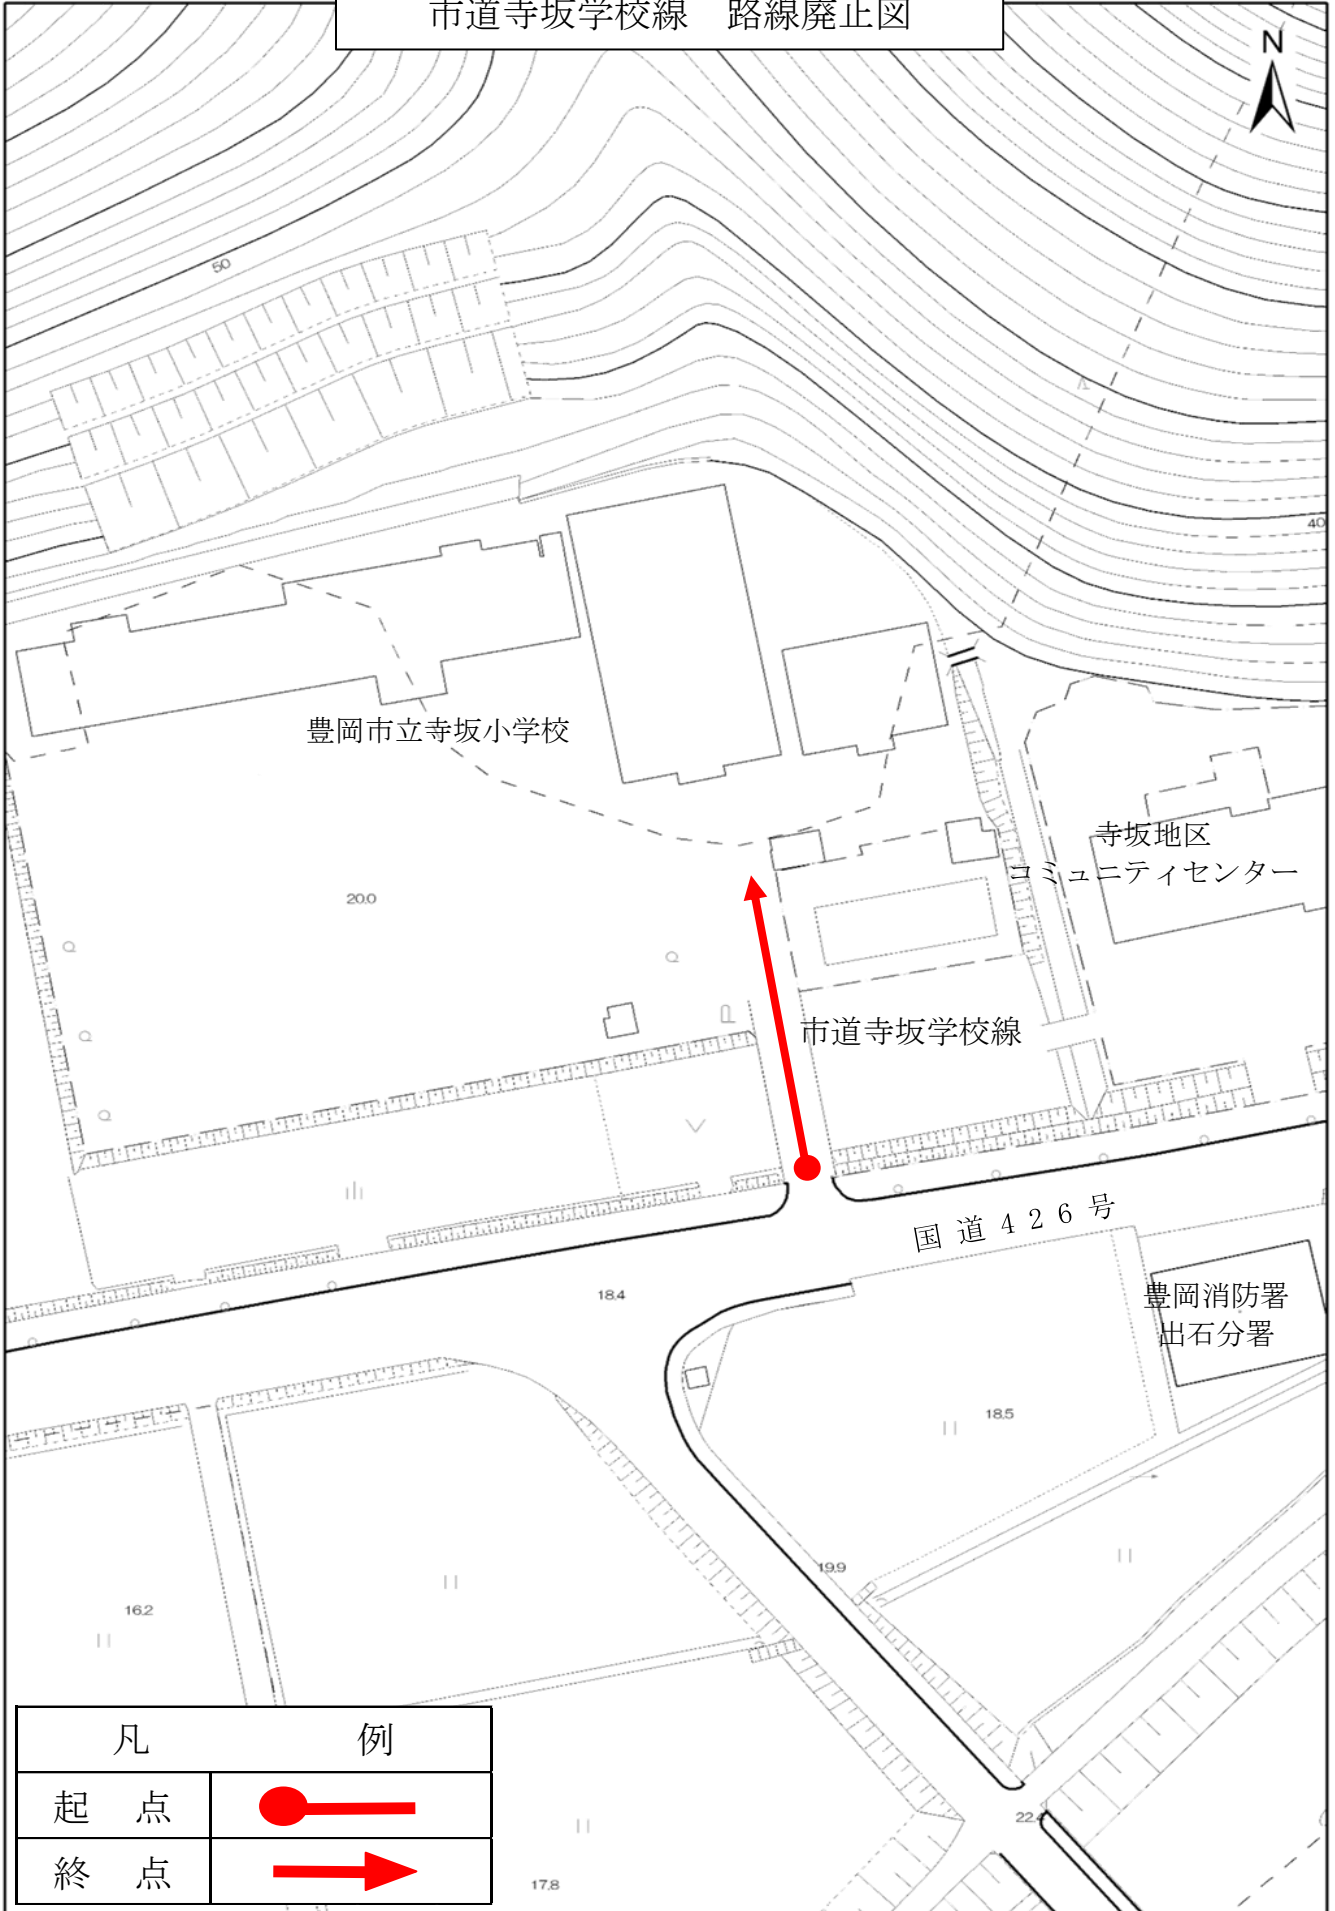 市道寺坂学校線　路線廃止図
N
50
40
豊岡市立寺坂小学校
寺坂地区
コミュニティセンター
20.0
市道寺坂学校線
国道426号
18.4
豊岡消防署
出石分署
18.5
19.9
16.2
22.4
17.8
凡　例
起　点
終　点